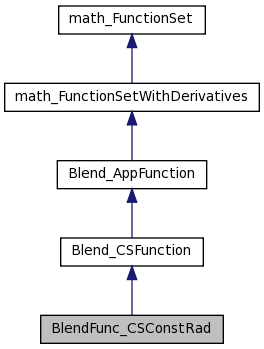 math_FunctionSet
math_FunctionSetWithDerivatives
Blend_AppFunction
Blend_CSFunction
BlendFunc_CSConstRad